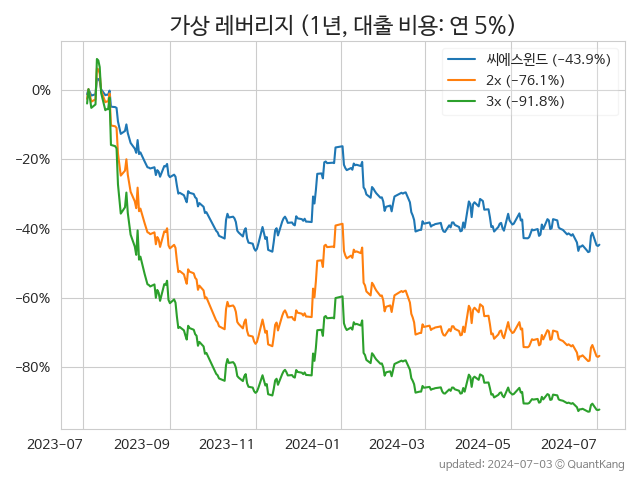 가상 레버리지 (1년, 대출 비용: 연 5%)
씨에스윈드 (−43.9%)
2x (−76.1%)
3x (−91.8%)
0%
−20%
−40%
−60%
−80%
2023-07 2023-09 2023-11 2024-01 2024-03 2024-05 2024-07
updated: 2024-07-03 © QuantKang